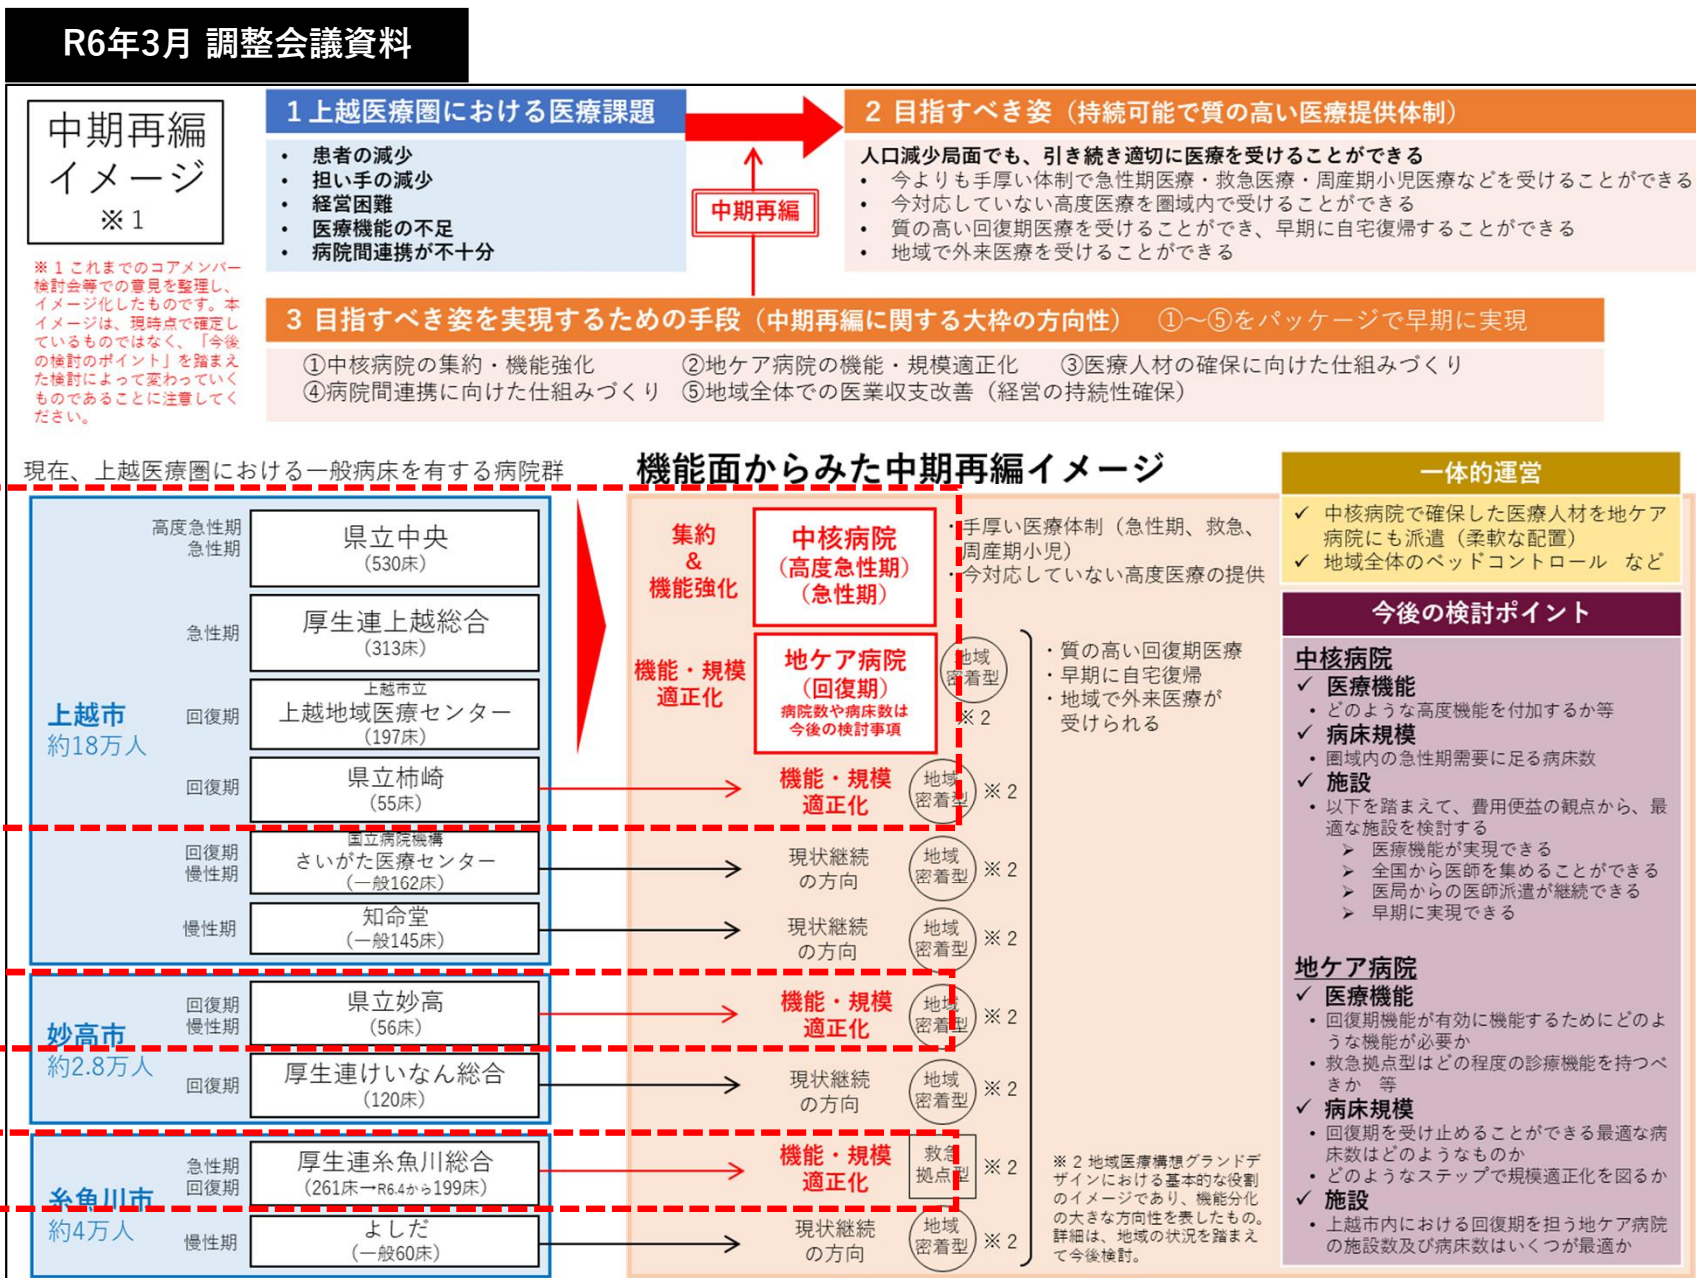 R6年3月 調整会議資料
中期再編
イメージ
※1
※1 これまでのコアメンバー
検討会等での意見を整理し、
イメージ化したものです。本
イメージは、現時点で確定し
ているものではなく、「今後
の検討のポイント」を踏まえ
た検討によって変わっていく
ものであることに注意してく
ださい。
1 上越医療圏における医療課題
• 患者の減少
• 担い手の減少
• 経営困難
• 医療機能の不足
• 病院間連携が不十分
中期再編
2 目指すべき姿（持続可能で質の高い医療提供体制）
人口減少局面でも、引き続き適切に医療を受けることができる
• 今よりも手厚い体制で急性期医療・救急医療・周産期小児医療などを受けることができる
• 今対応していない高度医療を圏域内で受けることができる
• 質の高い回復期医療を受けることができ、早期に自宅復帰することができる
• 地域で外来医療を受けることができる
3 目指すべき姿を実現するための手段（中期再編に関する大枠の方向性） ①～⑤をパッケージで早期に実現
①中核病院の集約・機能強化 ②地ケア病院の機能・規模適正化 ③医療人材の確保に向けた仕組みづくり
④病院間連携に向けた仕組みづくり ⑤地域全体での医業収支改善（経営の持続性確保）
現在、上越医療圏における一般病床を有する病院群
上越市
約18万人
高度急性期
急性期
県立中央
(530床)
急性期
厚生連上越総合
(313床)
回復期
上越市立
上越地域医療センター
(197床)
回復期
県立柿崎
(55床)
回復期
慢性期
国立病院機構
さいがた医療センター
(一般162床)
慢性期
知命堂
(一般145床)
妙高市
約2.8万人
回復期
慢性期
県立妙高
(56床)
回復期
厚生連けいなん総合
(120床)
糸魚川市
約4万人
急性期
回復期
厚生連糸魚川総合
(261床→R6.4から199床)
慢性期
よしだ
(一般60床)
機能面からみた中期再編イメージ
集約
&
機能強化
中核病院
(高度急性期)
(急性期)
・手厚い医療体制（急性期、救急、
周産期小児）
・今対応していない高度医療の提供
機能・規模
適正化
地ケア病院
(回復期)
病院数や病床数は
今後の検討事項
地域
密着型
※2
・質の高い回復期医療
・早期に自宅復帰
・地域で外来医療が
受けられる
機能・規模
適正化
地域
密着型
※2
現状継続
の方向
地域
密着型
※2
現状継続
の方向
地域
密着型
※2
機能・規模
適正化
地域
密着型
※2
現状継続
の方向
地域
密着型
※2
機能・規模
適正化
救急
拠点型
※2
現状継続
の方向
地域
密着型
※2
※2 地域医療構想グランドデ
ザインにおける基本的な役割
のイメージであり、機能分化
の大きな方向性を表したもの。
詳細は、地域の状況を踏まえ
て今後検討。
一体的運営
✓ 中核病院で確保した医療人材を地ケア
病院にも派遣（柔軟な配置）
✓ 地域全体のベッドコントロール など
今後の検討ポイント
中核病院
✓ 医療機能
• どのような高度機能を付加するか等
✓ 病床規模
• 圏域内の急性期需要に足る病床数
✓ 施設
• 以下を踏まえて、費用便益の観点から、最
適な施設を検討する
➢ 医療機能が実現できる
➢ 全国から医師を集めることができる
➢ 医局からの医師派遣が継続できる
➢ 早期に実現できる
地ケア病院
✓ 医療機能
• 回復期機能が有効に機能するためにどのよ
うな機能が必要か
• 救急拠点型はどの程度の診療機能を持つべ
きか 等
✓ 病床規模
• 回復期を受け止めることができる最適な病
床数はどのようなものか
• どのようなステップで規模適正化を図るか
✓ 施設
• 上越市内における回復期を担う地ケア病院
の施設数及び病床数はいくつが最適か